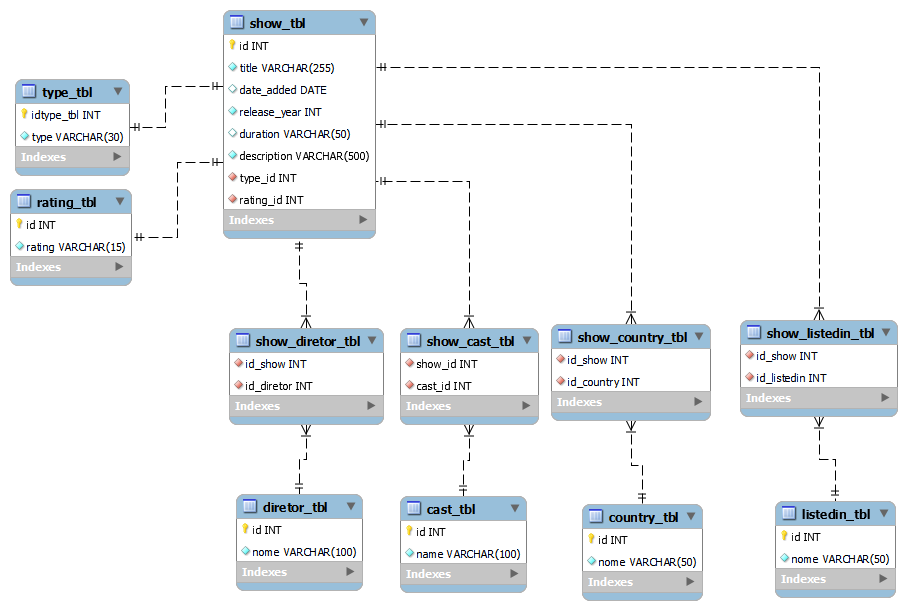 show_tbl
id INT
title VARCHAR(255)
date_added DATE
release_year INT
duration VARCHAR(50)
description VARCHAR(500)
type_id INT
rating_id INT
Indexes
type_tbl
idtype_tbl INT
type VARCHAR(30)
Indexes
rating_tbl
id INT
rating VARCHAR(15)
Indexes
show_diretor_tbl
id_show INT
id_diretor INT
Indexes
show_cast_tbl
show_id INT
cast_id INT
Indexes
show_country_tbl
id_show INT
id_country INT
Indexes
show_listedin_tbl
id_show INT
id_listedin INT
Indexes
diretor_tbl
id INT
nome VARCHAR(100)
Indexes
cast_tbl
id INT
name VARCHAR(100)
Indexes
country_tbl
id INT
nome VARCHAR(50)
Indexes
listedin_tbl
id INT
nome VARCHAR(50)
Indexes